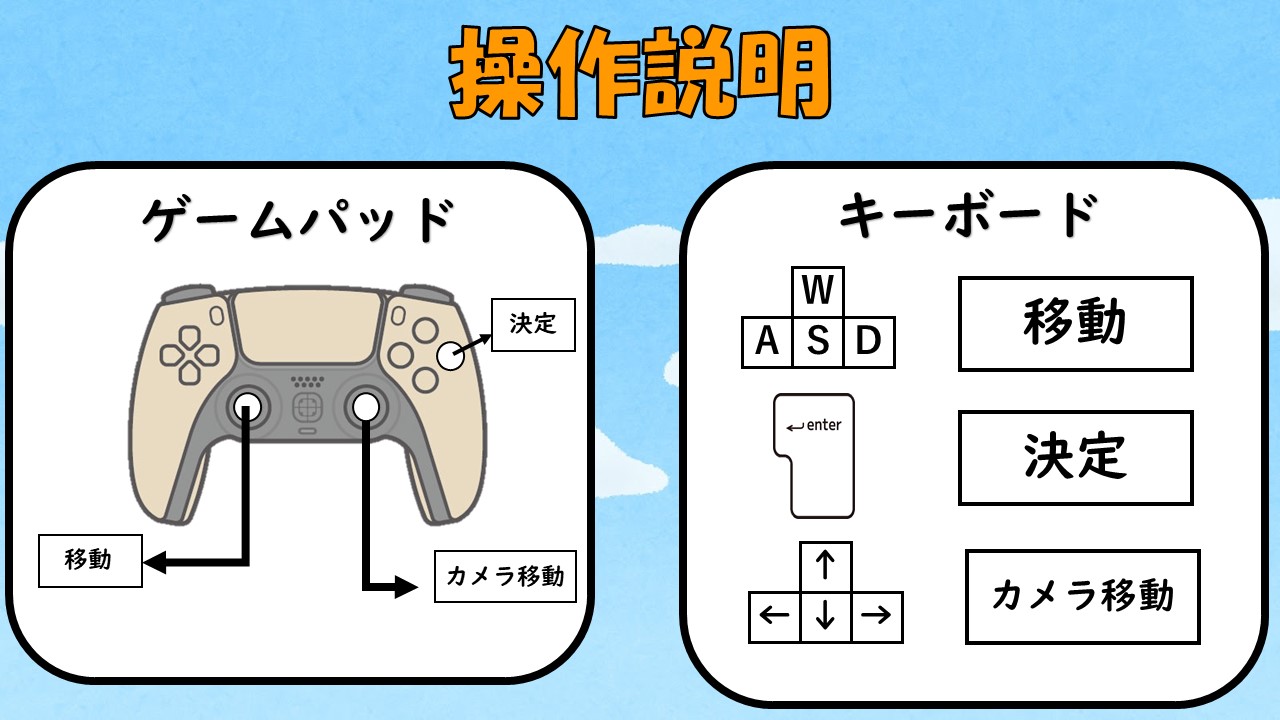 操作説明
ゲームパッド
決定
移動
カメラ移動
キーボード
W
A S D
移動
enter
決定
↑
← ↓ →
カメラ移動